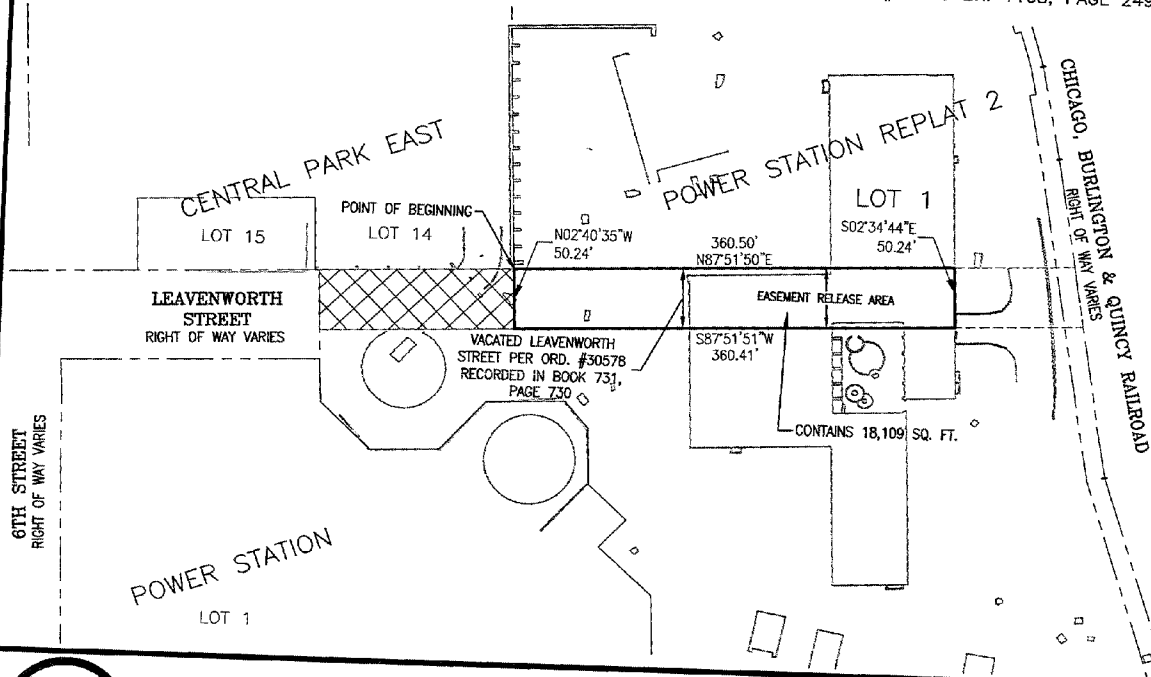 PAGE 249
CHICAGO, BURLINGTON & QUINCY RAILROAD
RIGHT OF WAY VARIES
CENTRAL PARK EAST
POWER STATION REPLAT 2
LOT 1
POINT OF BEGINNING
LOT 15
LOT 14
N02°40'35"W
50.24'
360.50'
N87°51'50"E
S02°34'44"E
50.24'
LEAVENWORTH
STREET
RIGHT OF WAY VARIES
EASEMENT RELEASE AREA
VACATED LEAVENWORTH
STREET PER ORD. #30578
RECORDED IN BOOK 731,
PAGE 730
S87°51'51"W
360.41'
CONTAINS 18,109 SQ. FT.
6TH STREET
RIGHT OF WAY VARIES
POWER STATION
LOT 1